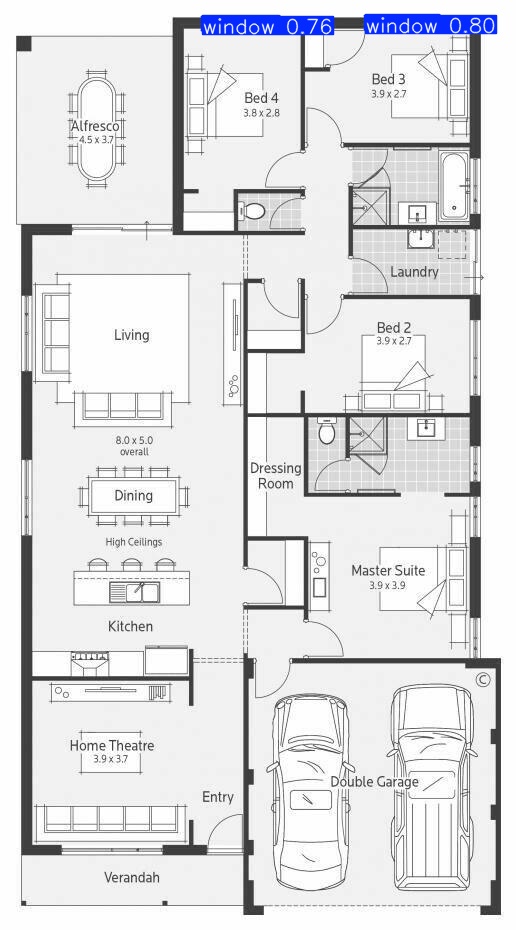 window 0.76
window 0.80
Bed 3
3.9 x 2.7
Bed 4
3.8 x 2.8
Alfresco
4.5 x 3.7
Laundry
Living
Bed 2
3.9 x 2.7
8.0 x 5.0
overall
Dressing
Room
Dining
High Ceilings
Master Suite
3.9 x 3.9
Kitchen
©
Home Theatre
3.9 x 3.7
Double Garage
Entry
Verandah